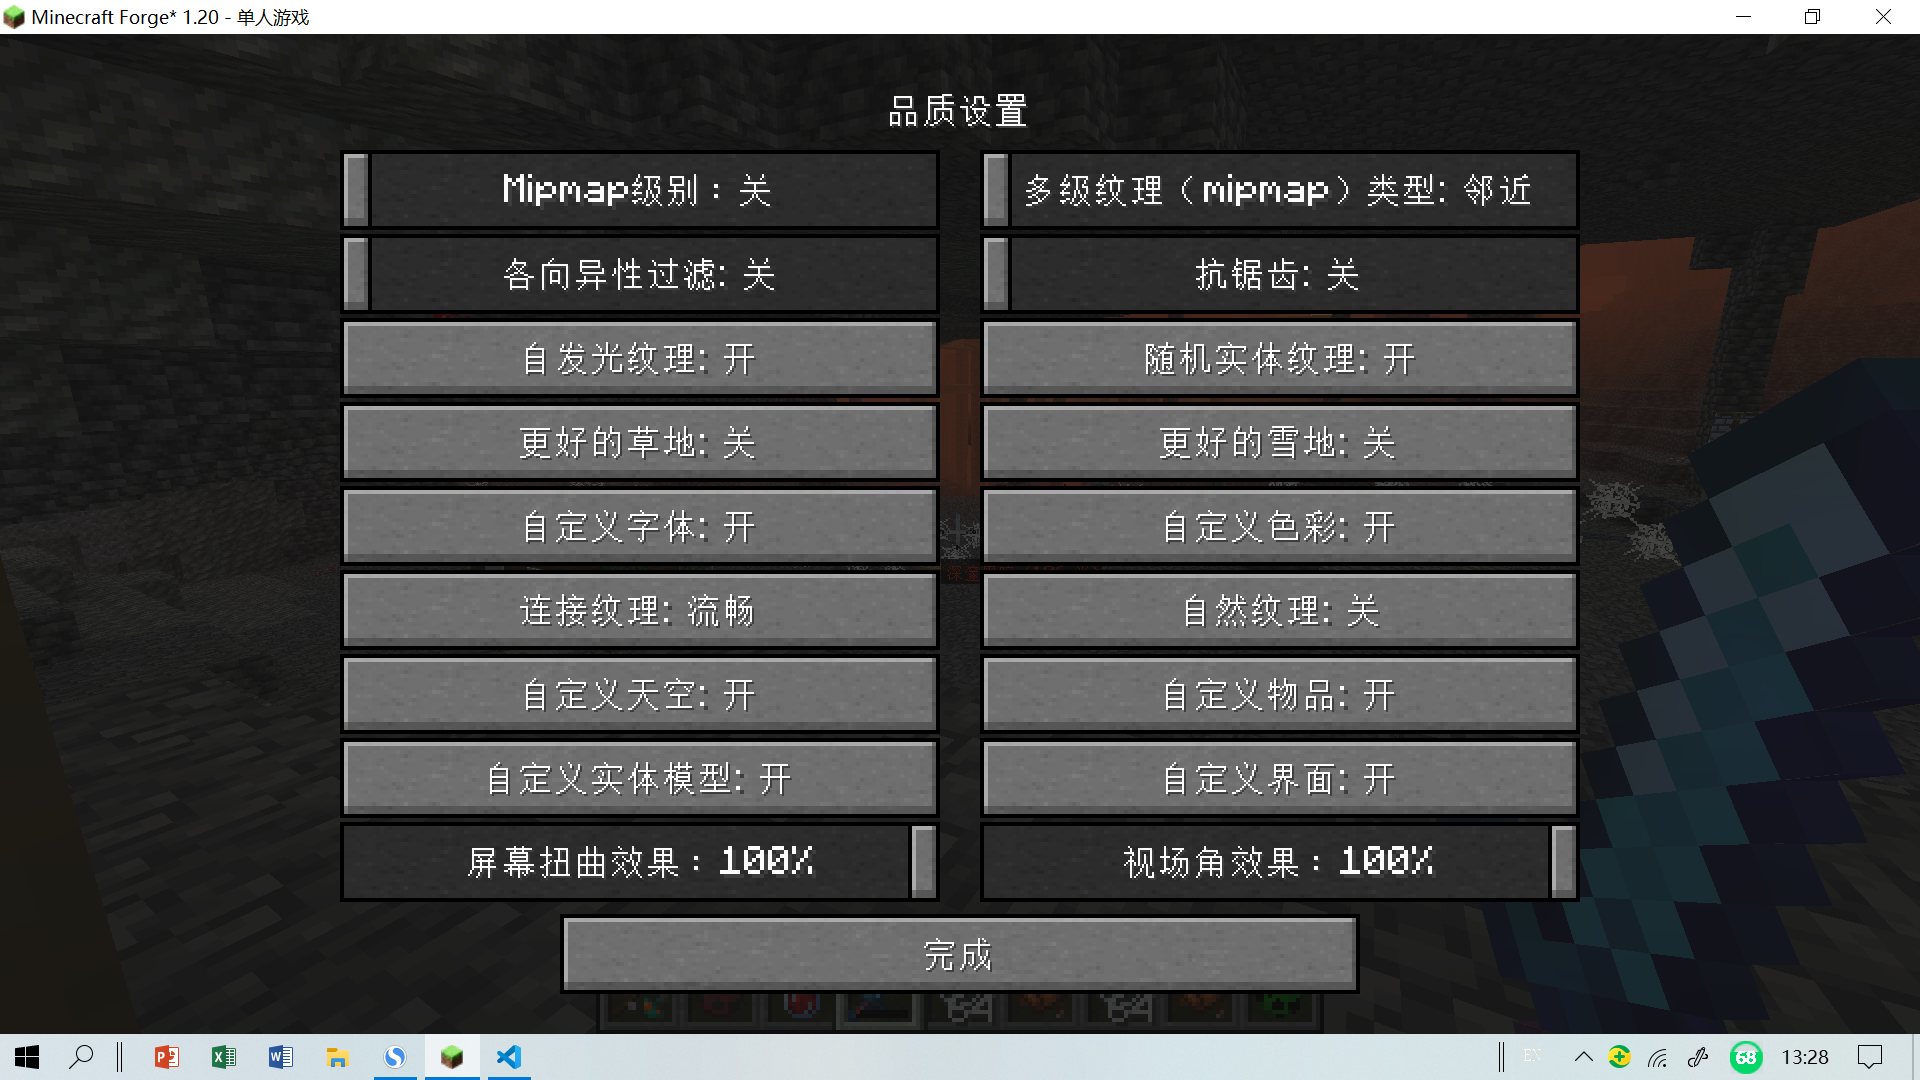 Minecraft Forge* 1.20 - 单人游戏
品质设置
Mipmap级别：关
多级纹理（mipmap）类型: 邻近
各向异性过滤: 关
抗锯齿: 关
自发光纹理: 开
随机实体纹理: 开
更好的草地: 关
更好的雪地: 关
自定义字体: 开
自定义色彩: 开
连接纹理: 流畅
自然纹理: 关
自定义天空: 开
自定义物品: 开
自定义实体模型: 开
自定义界面: 开
屏幕扭曲效果：100%
视场角效果：100%
完成
64
64
68
13:28